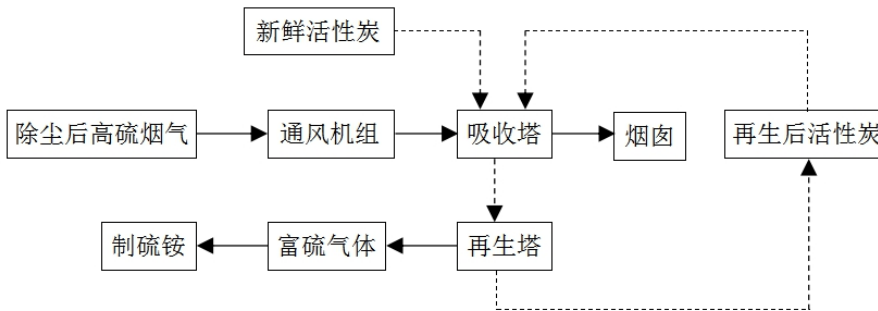 新鲜活性炭
除尘后高硫烟气
通风机组
吸收塔
烟囱
再生后活性炭
制硫铵
富硫气体
再生塔